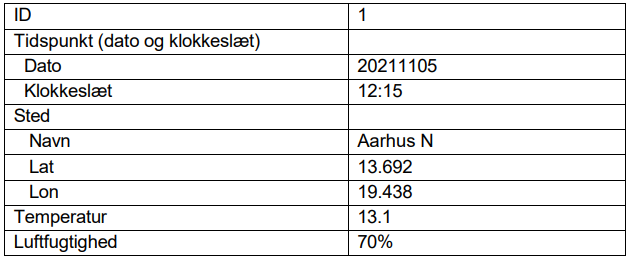 ID 1
Tidspunkt (dato og klokkeslæt)
Dato 20211105
Klokkeslæt 12:15
Sted
Navn Aarhus N
Lat 13.692
Lon 19.438
Temperatur 13.1
Luftfugtighed 70%